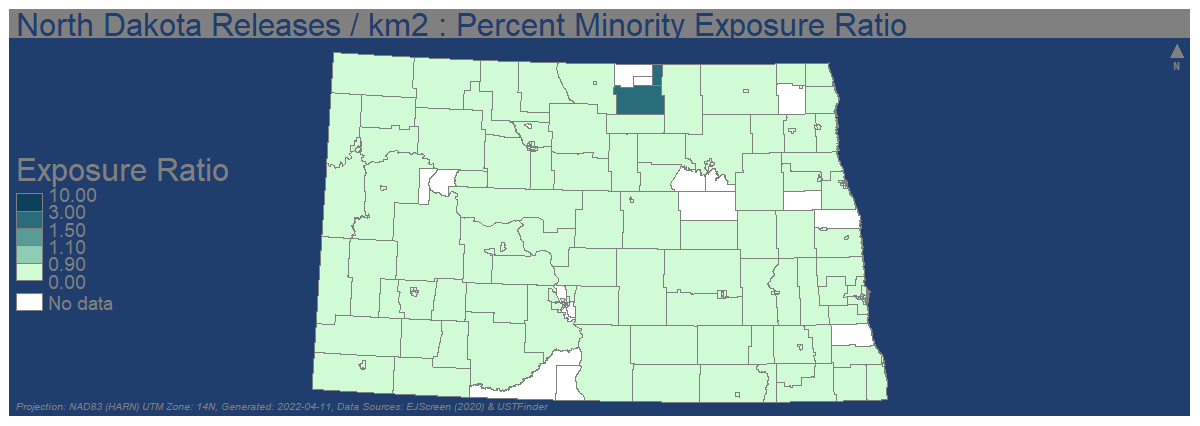 North Dakota Releases / km2 : Percent Minority Exposure Ratio
N
Exposure Ratio
10.00
3.00
1.50
1.10
0.90
0.00
No data
Projection: NAD83 (HARN) UTM Zone: 14N, Generated: 2022-04-11, Data Sources: EJScreen (2020) & USTFinder